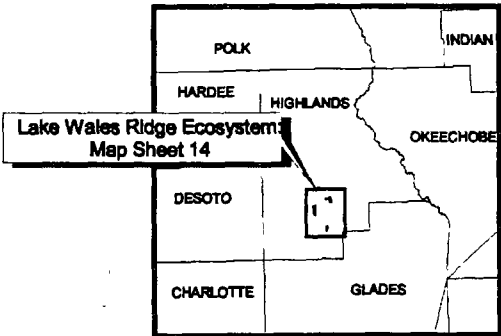 POLK
INDIAN
HARDEE
HIGHLANDS
Lake Wales Ridge Ecosystem:
Map Sheet 14
OKEECHOBE
DESOTO
CHARLOTTE
GLADES